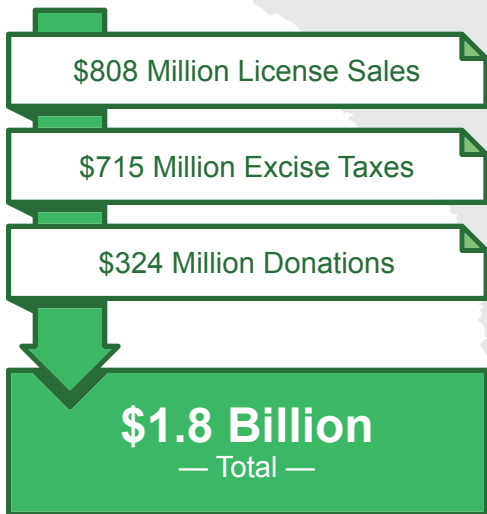 $808 Million License Sales
$715 Million Excise Taxes
$324 Million Donations
$1.8 Billion
— Total —